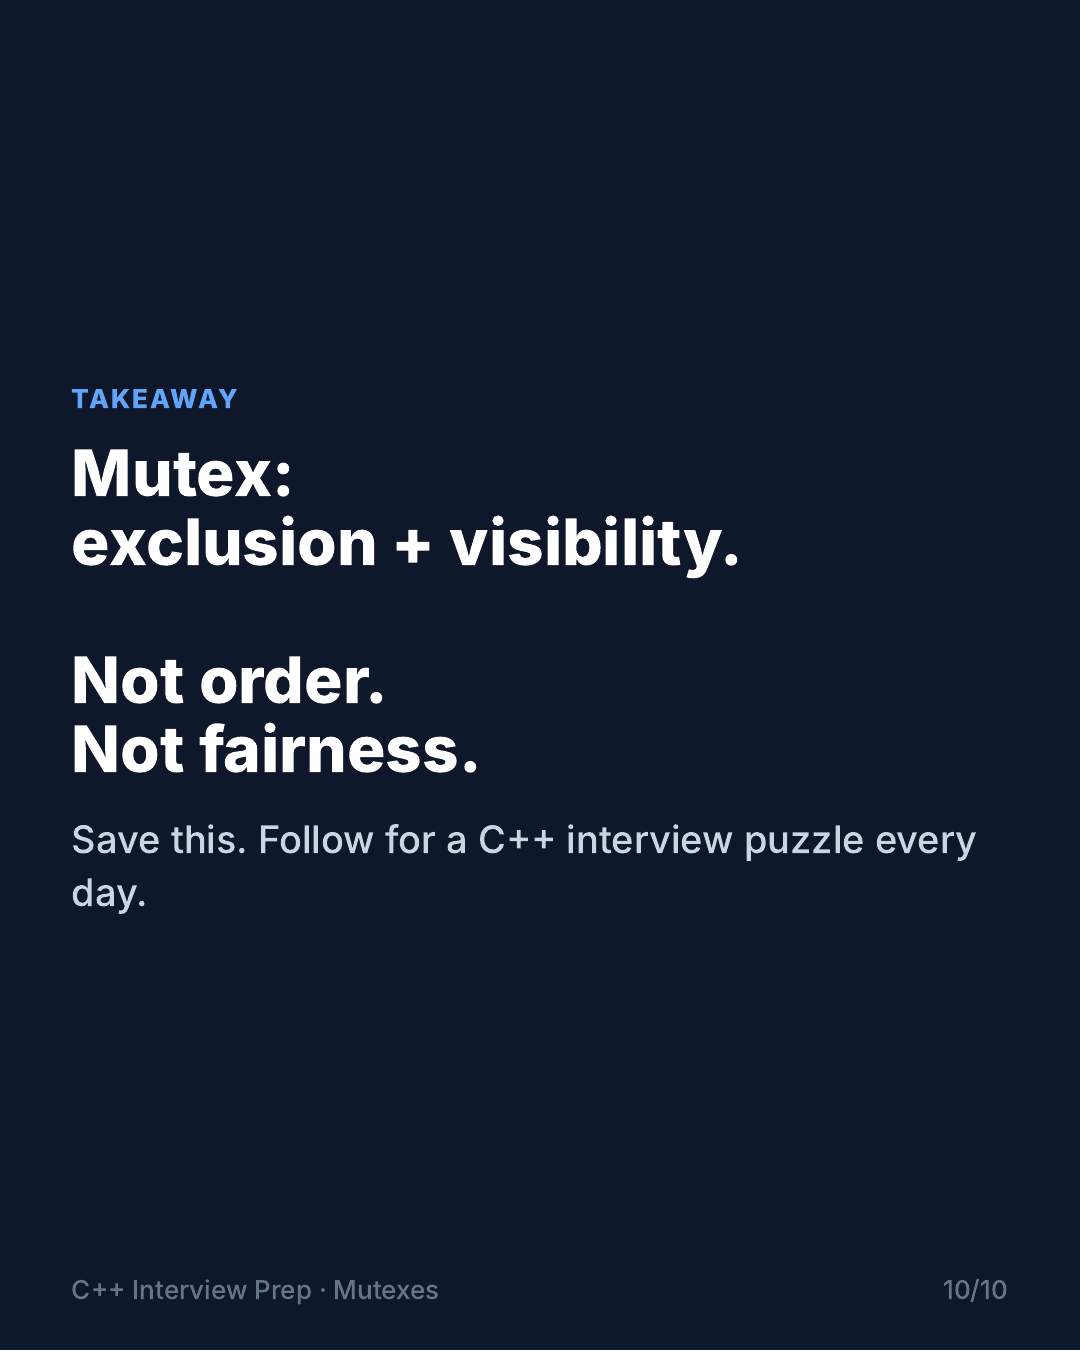 TAKEAWAY
Mutex:
exclusion + visibility.
Not order.
Not fairness.
Save this. Follow for a C++ interview puzzle every
day.
C++ Interview Prep · Mutexes
10/10